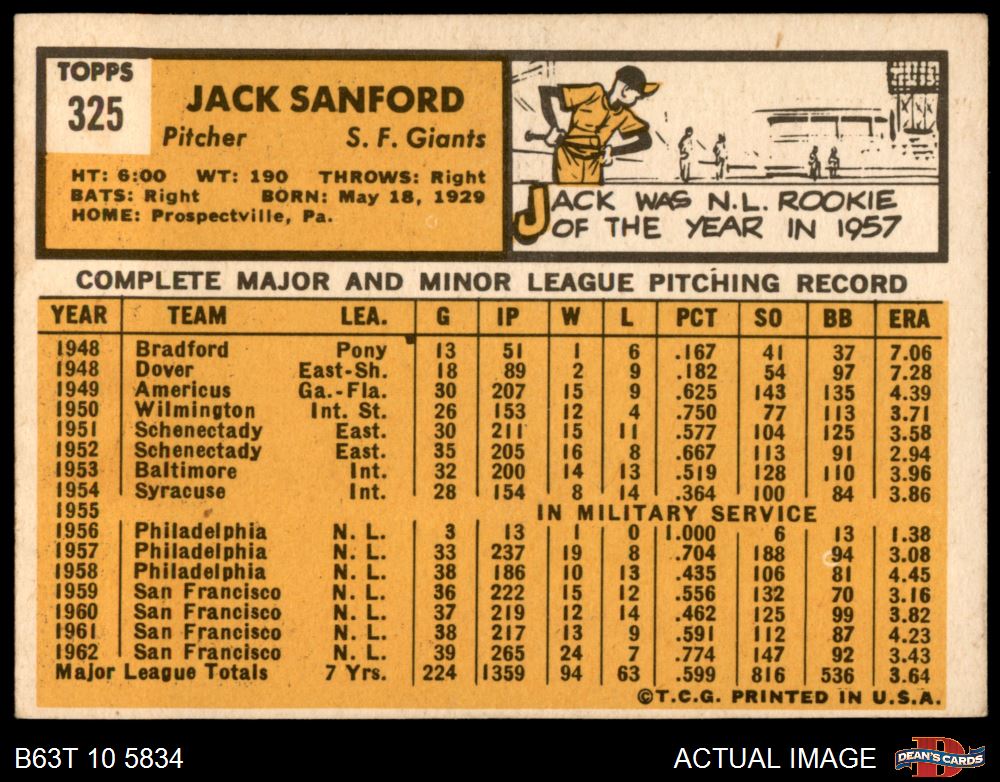 TOPPS
325
JACK SANFORD
Pitcher S. F. Giants
HT: 6:00 WT: 190 THROWS: Right
BATS: Right BORN: May 18, 1929
HOME: Prospectville, Pa.
JACK WAS N.L. ROOKIE
OF THE YEAR IN 1957
COMPLETE MAJOR AND MINOR LEAGUE PITCHING RECORD
YEAR TEAM LEA. G IP W L PCT SO BB ERA
1948 Bradford Pony 13 51 1 6 .167 41 37 7.06
1948 Dover East-Sh. 18 89 2 9 .182 54 97 7.28
1949 Americus Ga.-Fla. 30 207 15 9 .625 143 135 4.39
1950 Wilmington Int. St. 26 153 12 4 .750 77 113 3.71
1951 Schenectady East. 30 211 15 11 .577 104 125 3.58
1952 Schenectady East. 35 205 16 8 .667 113 91 2.94
1953 Baltimore Int. 32 200 14 13 .519 128 110 3.96
1954 Syracuse Int. 28 154 8 14 .364 100 84 3.86
1955 IN MILITARY SERVICE
1956 Philadelphia N. L. 3 13 1 0 1.000 6 13 1.38
1957 Philadelphia N. L. 33 237 19 8 .704 188 94 3.08
1958 Philadelphia N. L. 38 186 10 13 .435 106 81 4.45
1959 San Francisco N. L. 36 222 15 12 .556 132 70 3.16
1960 San Francisco N. L. 37 219 12 14 .462 125 99 3.82
1961 San Francisco N. L. 38 217 13 9 .591 112 87 4.23
1962 San Francisco N. L. 39 265 24 7 .774 147 92 3.43
Major League Totals 7 Yrs. 224 1359 94 63 .599 816 536 3.64
©T.C.G. PRINTED IN U.S.A.
B63T 10 5834 ACTUAL IMAGE DEAN'S CARDS